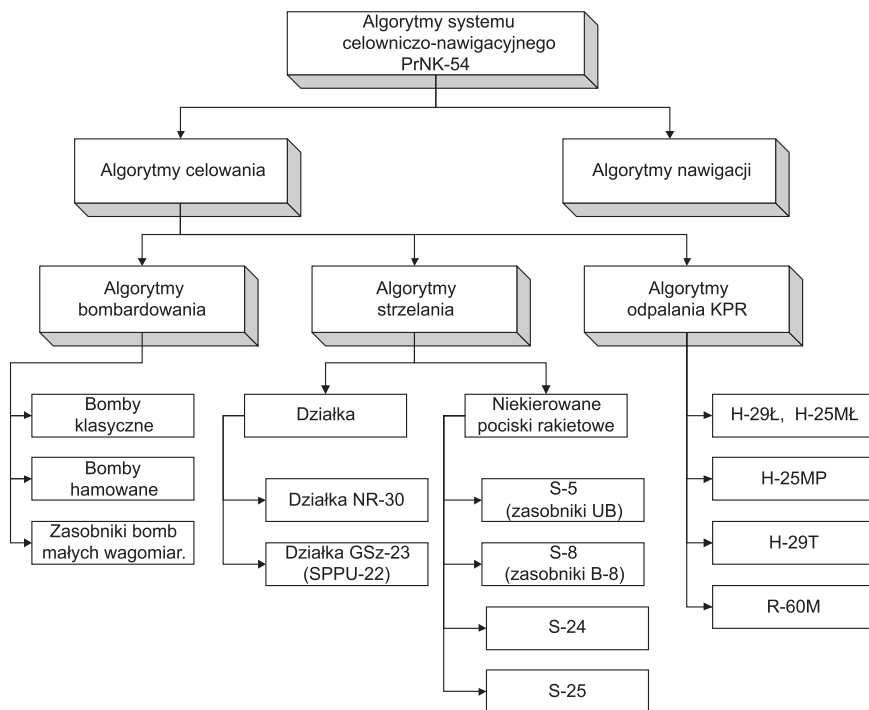 Algorytmy systemu
celowniczo-nawigacyjnego
PrNK-54
Algorytmy celowania
Algorytmy nawigacji
Algorytmy
bombardowania
Algorytmy
strzelania
Algorytmy
odpalania KPR
Bomby
klasyczne
Bomby
hamowane
Zasobniki bomb
małych wagomiar.
Działka
Działka NR-30
Działka GSz-23
(SPPU-22)
Niekierowane
pociski rakietowe
S-5
(zasobniki UB)
S-8
(zasobniki B-8)
S-24
S-25
H-29Ł, H-25MŁ
H-25MP
H-29T
R-60M